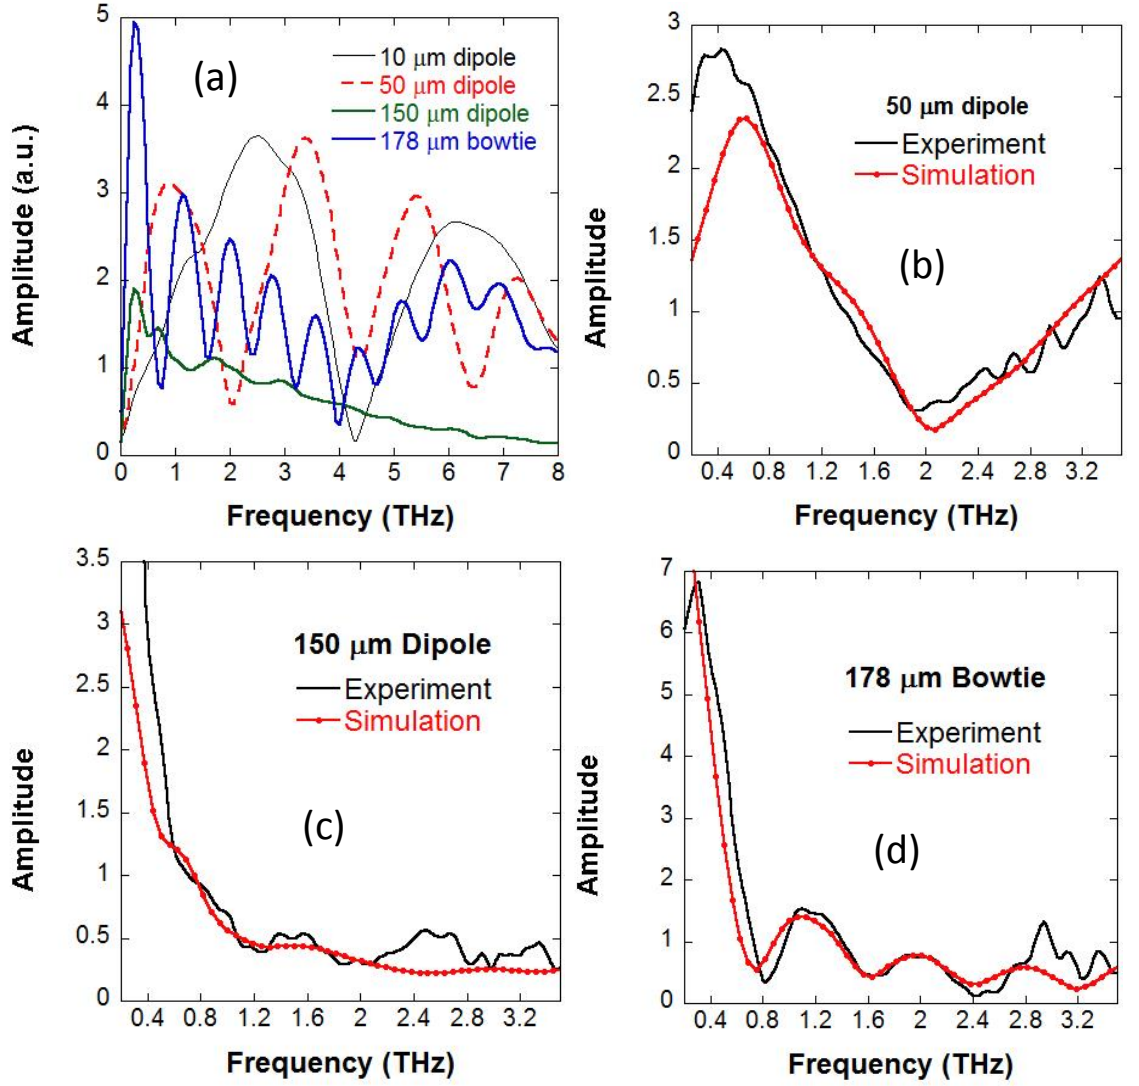 (a)
10 μm dipole
50 μm dipole
150 μm dipole
178 μm bowtie
Amplitude (a.u.)
5
4
3
2
1
0
0 1 2 3 4 5 6 7 8
Frequency (THz)
(b)
50 μm dipole
Experiment
Simulation
Amplitude
3
2.5
2
1.5
1
0.5
0
0.4 0.8 1.2 1.6 2 2.4 2.8 3.2
Frequency (THz)
(c)
150 μm Dipole
Experiment
Simulation
Amplitude
3.5
3
2.5
2
1.5
1
0.5
0
0.4 0.8 1.2 1.6 2 2.4 2.8 3.2
Frequency (THz)
(d)
178 μm Bowtie
Experiment
Simulation
Amplitude
7
6
5
4
3
2
1
0
0.4 0.8 1.2 1.6 2 2.4 2.8 3.2
Frequency (THz)